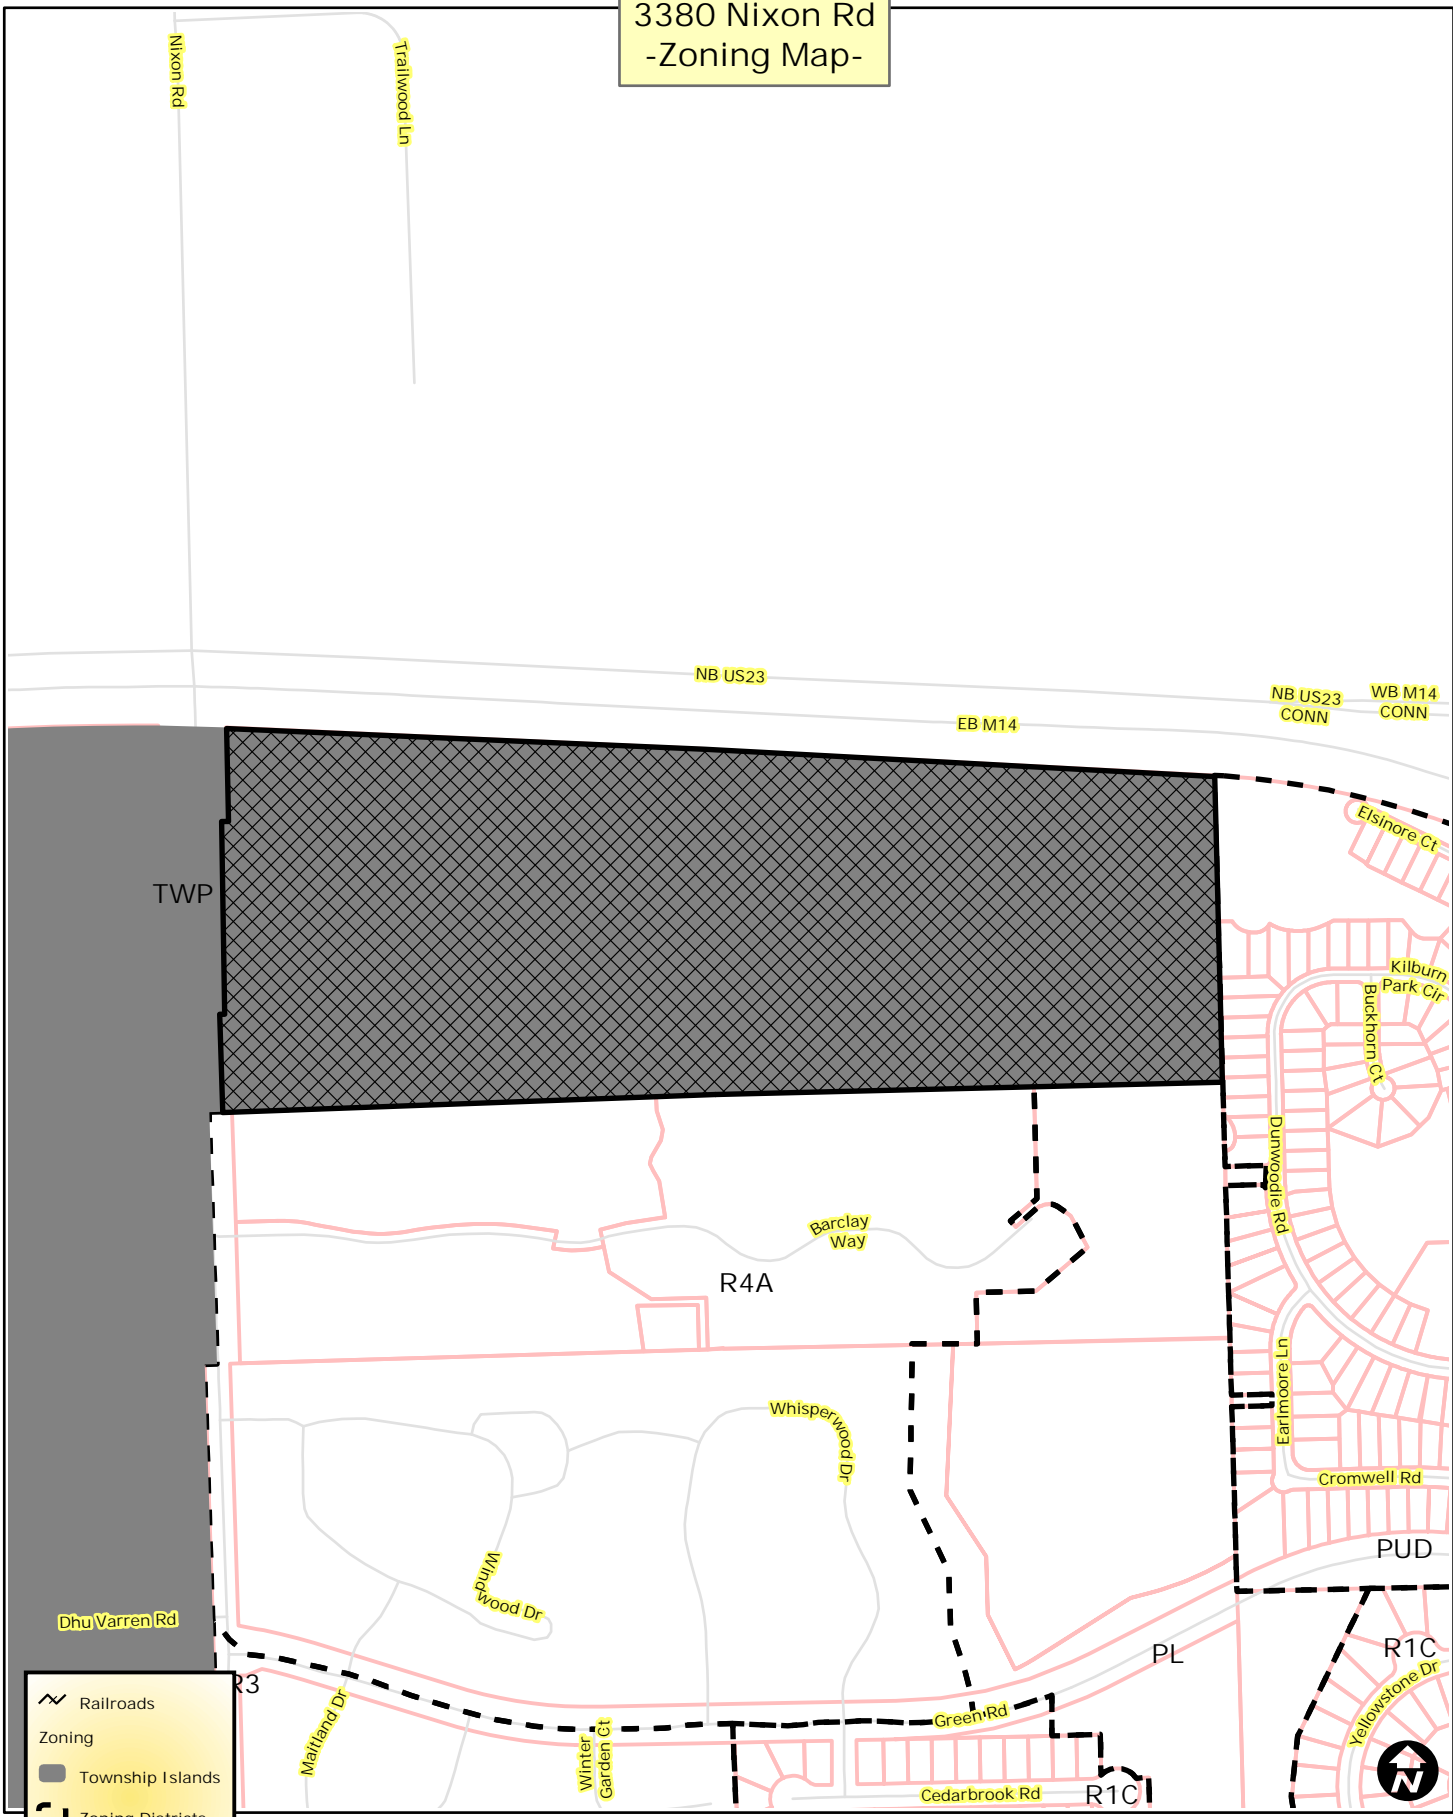 3380 Nixon Rd
-Zoning Map-
Nixon Rd
Trailwood Ln
NB US23
EB M14
NB US23
CONN
WB M14
CONN
Elsinore Ct
TWP
Kilburn
Park Cir
Buckhorn Ct
Dunwoodie Rd
Barclay
Way
R4A
Earlmoore Ln
Whisperwood Dr
Cromwell Rd
PUD
Wind
wood Dr
Dhu Varren Rd
PL
R1C
R3
Yellowstone Dr
Maitland Dr
Green Rd
Winter
Garden Ct
Cedarbrook Rd
R1C
Railroads
Zoning
Township Islands
Zoning Districts
N